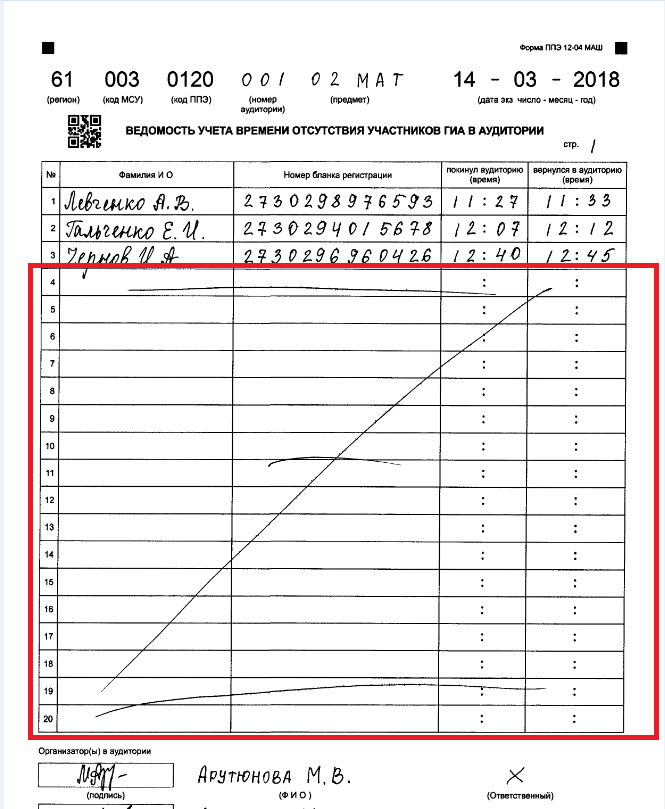 Форма ППЭ 12-04 МАШ
61 003 0120 001 02 МАТ 14 - 03 - 2018
(регион) (код МСУ) (код ППЭ) (номер аудитории) (предмет) (дата экз число - месяц - год)
ВЕДОМОСТЬ УЧЕТА ВРЕМЕНИ ОТСУТСТВИЯ УЧАСТНИКОВ ГИА В АУДИТОРИИ
стр. 1
№ Фамилия И О Номер бланка регистрации покинул аудиторию (время) вернулся в аудиторию (время)
1 Левченко А.В. 2730298976593 11:27 11:33
2 Гальченко Е.И. 2730294015678 12:07 12:12
3 Чернов И.А 2730296960426 12:40 12:45
4 : :
5 : :
6 : :
7 : :
8 : :
9 : :
10 : :
11 : :
12 : :
13 : :
14 : :
15 : :
16 : :
17 : :
18 : :
19 : :
20 : :
Организатор(ы) в аудитории
АРУТЮНОВА М.В. X
(подпись) (Ф И О) (Ответственный)